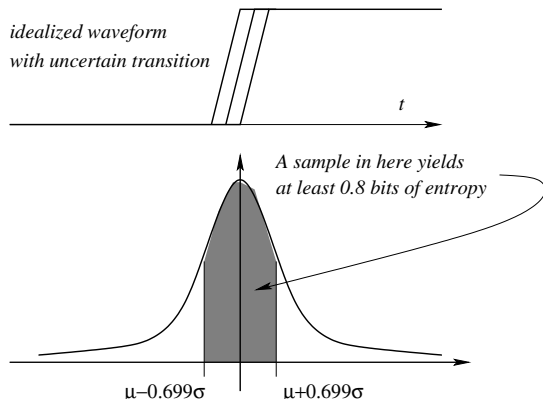 idealized waveform
with uncertain transition
t
A sample in here yields
at least 0.8 bits of entropy
μ−0.699σ
μ+0.699σ